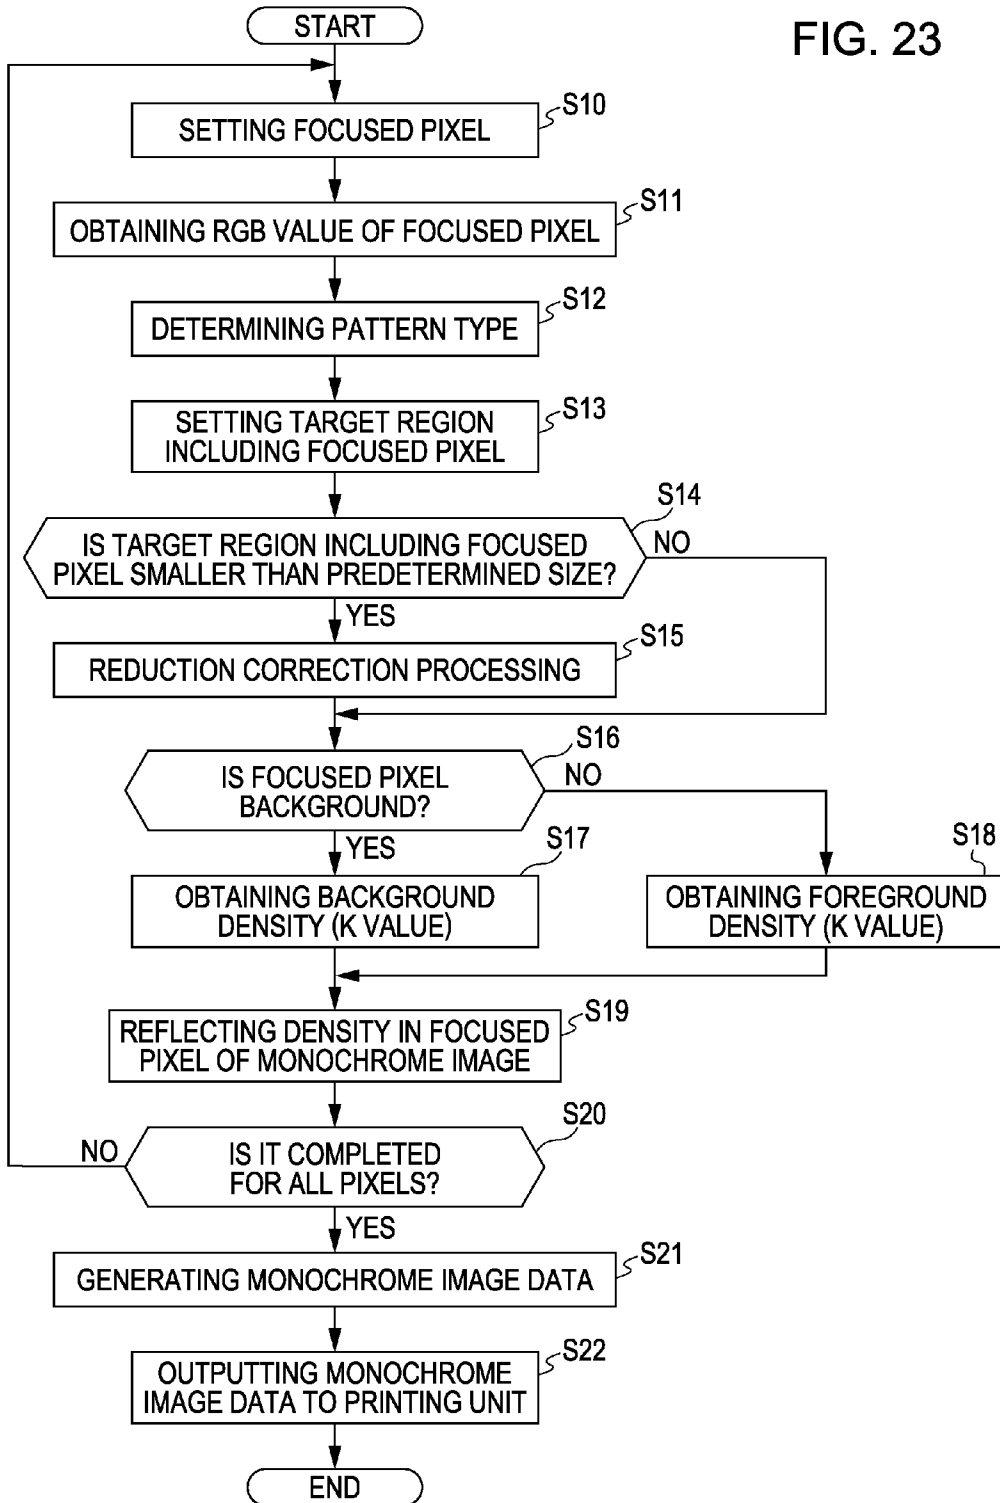 FIG. 23
START
S10
SETTING FOCUSED PIXEL
S11
OBTAINING RGB VALUE OF FOCUSED PIXEL
S12
DETERMINING PATTERN TYPE
S13
SETTING TARGET REGION
INCLUDING FOCUSED PIXEL
S14
IS TARGET REGION INCLUDING FOCUSED
PIXEL SMALLER THAN PREDETERMINED SIZE?
NO
YES
S15
REDUCTION CORRECTION PROCESSING
S16
IS FOCUSED PIXEL
BACKGROUND?
NO
YES
S17
OBTAINING BACKGROUND
DENSITY (K VALUE)
S18
OBTAINING FOREGROUND
DENSITY (K VALUE)
S19
REFLECTING DENSITY IN FOCUSED
PIXEL OF MONOCHROME IMAGE
S20
NO
IS IT COMPLETED
FOR ALL PIXELS?
YES
S21
GENERATING MONOCHROME IMAGE DATA
S22
OUTPUTTING MONOCHROME
IMAGE DATA TO PRINTING UNIT
END